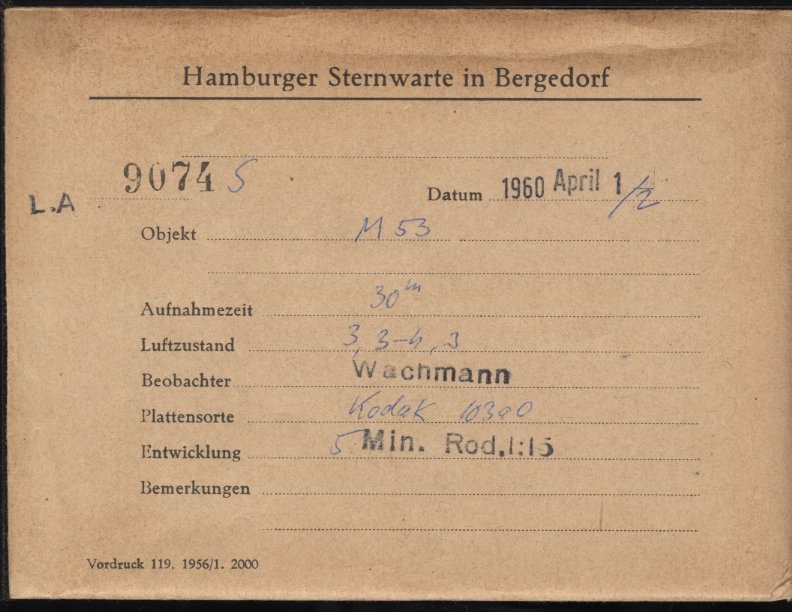 Hamburger Sternwarte in Bergedorf
9074 S
L.A
Datum 1960 April 1/2
Objekt M 53
Aufnahmezeit 30m
Luftzustand 3, 3-4, 3
Beobachter Wachmann
Plattensorte Kodak 103a0
Entwicklung 5 Min. Rod.1:15
Bemerkungen
Vordruck 119. 1956/1. 2000